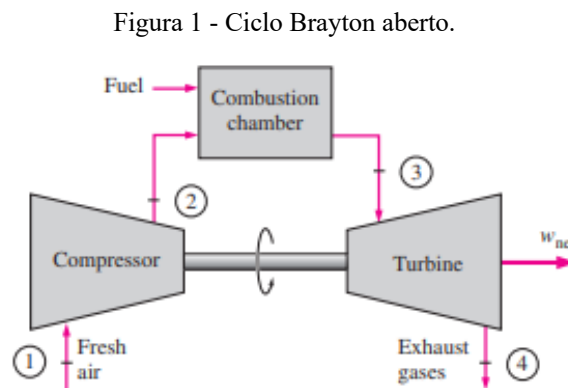 Figura 1 - Ciclo Brayton aberto.
Fuel
Combustion
chamber
2
3
Compressor
Turbine
1
Fresh
air
Exhaust
gases
4